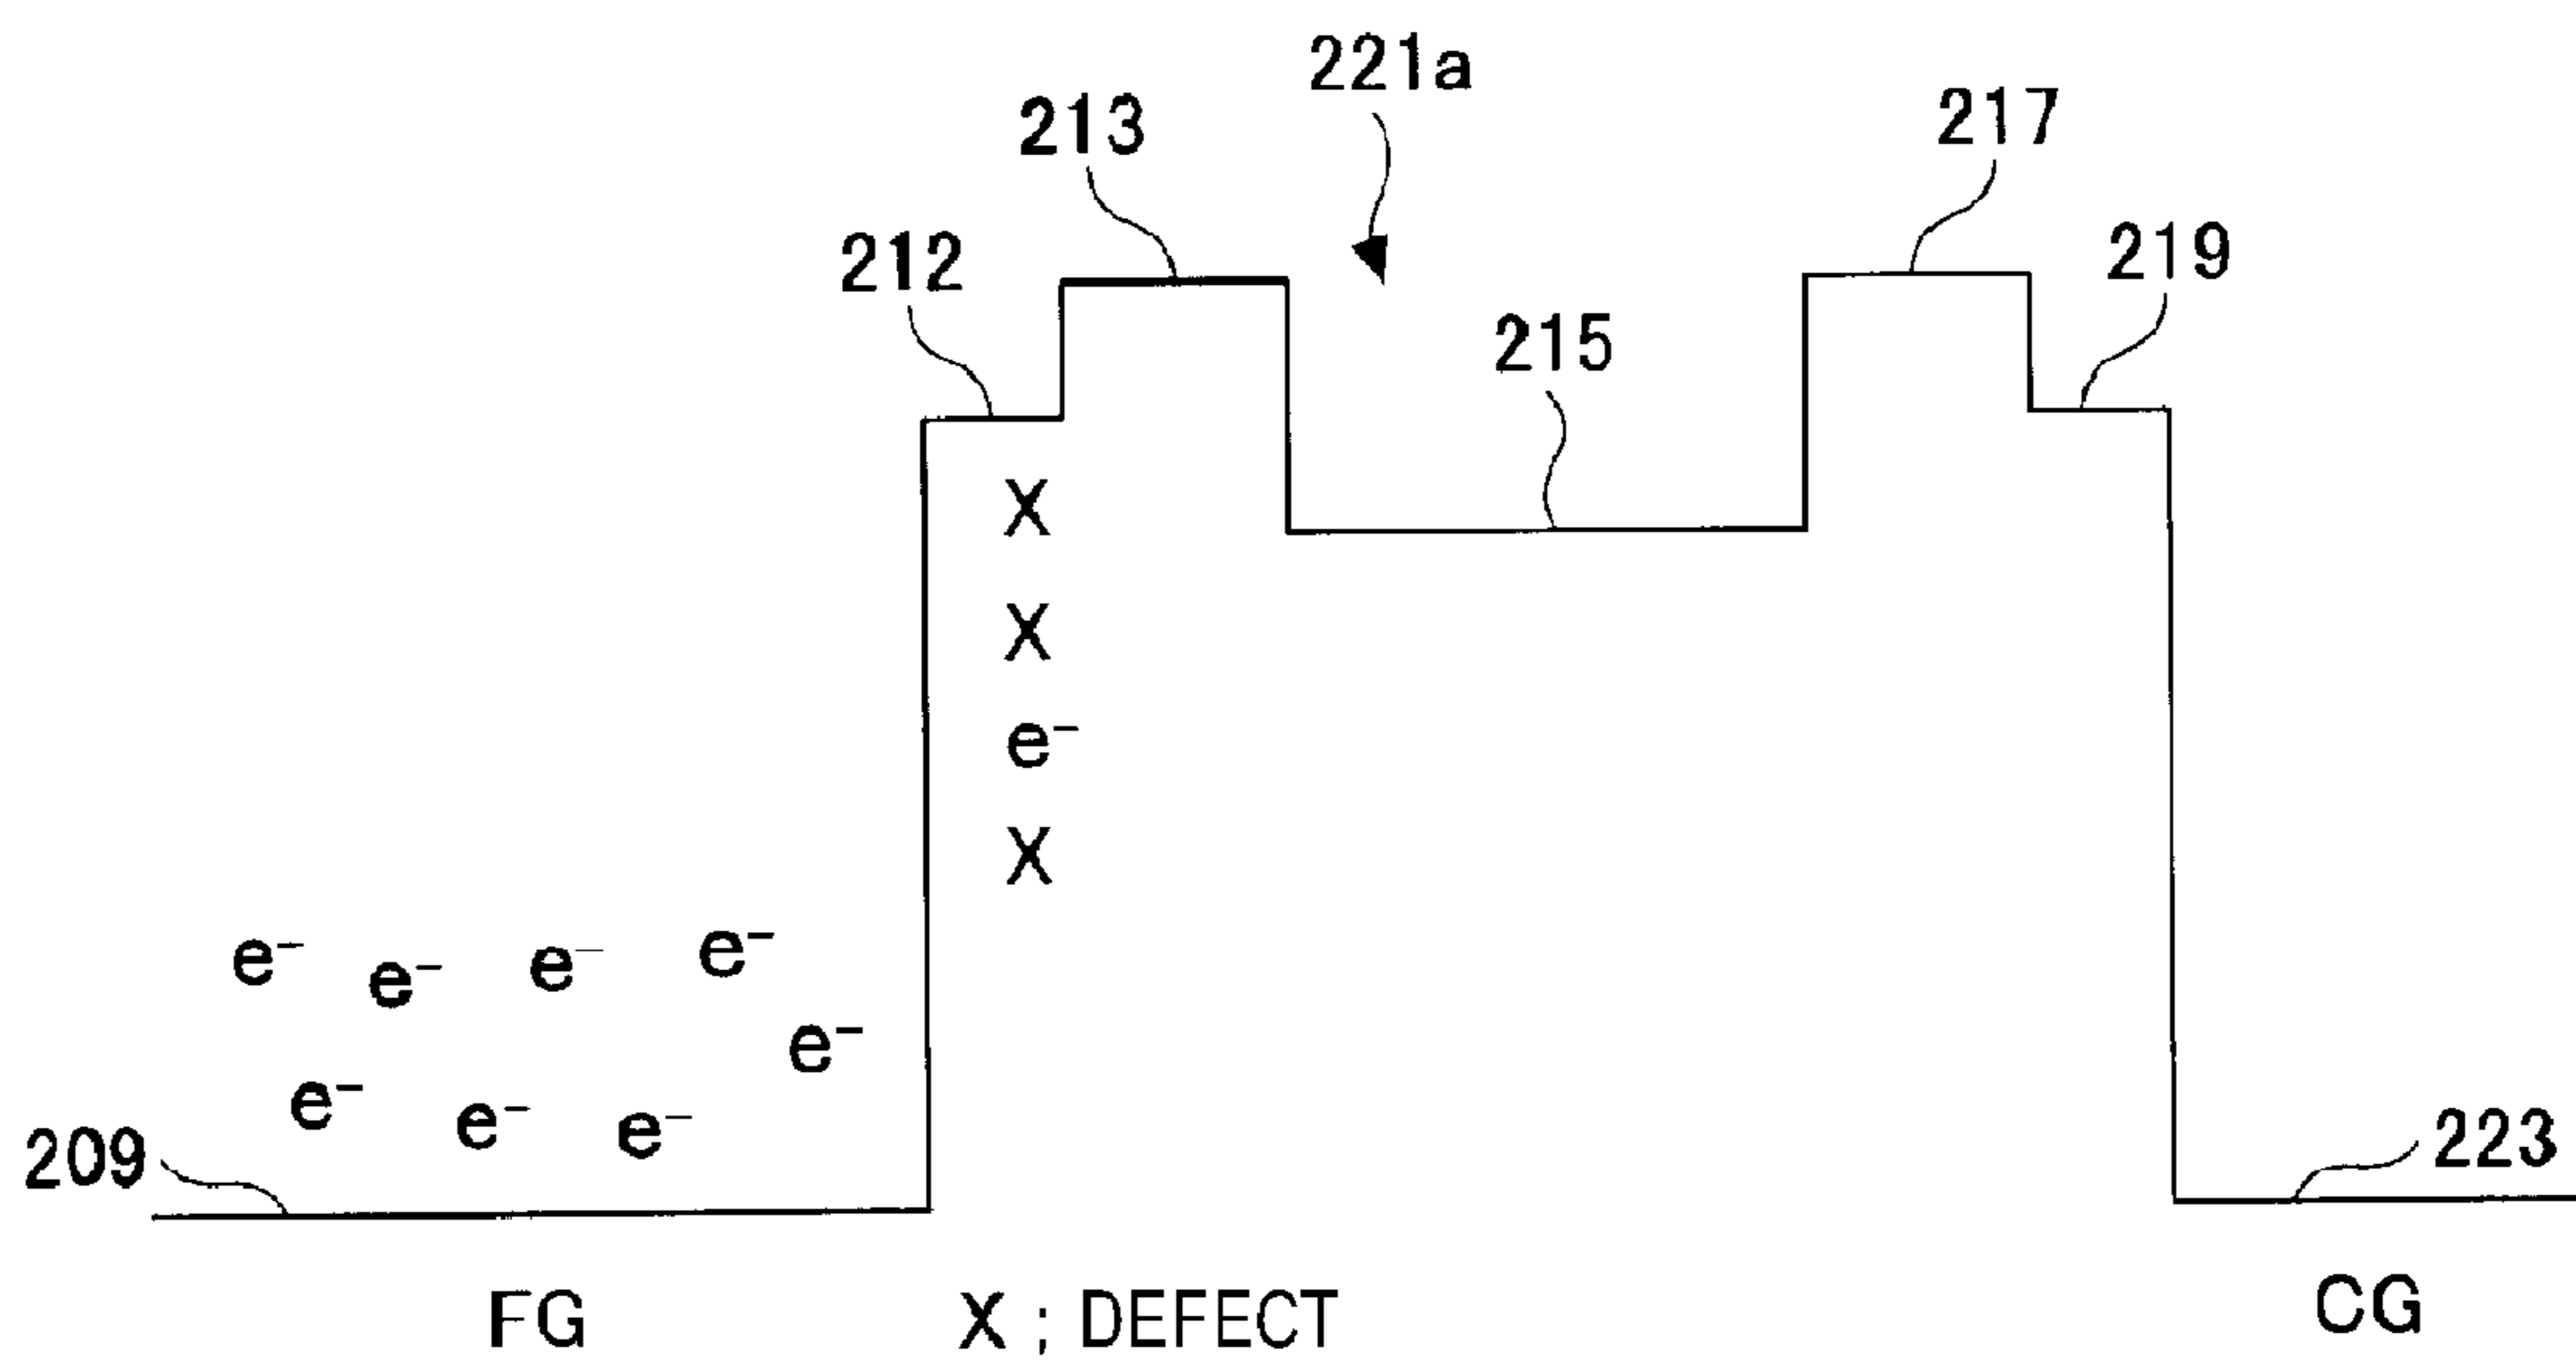 221a
213
217
212
219
215
X
X
e⁻
X
e⁻ e⁻ e⁻ e⁻
e⁻
e⁻ e⁻ e⁻
209
223
FG
X ; DEFECT
CG